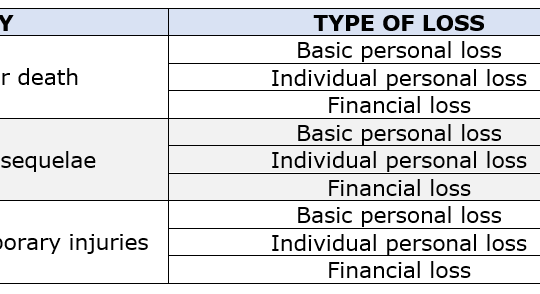 Y TYPE OF LOSS
Basic personal loss
r death Individual personal loss
Financial loss
Basic personal loss
sequelae Individual personal loss
Financial loss
Basic personal loss
porary injuries Individual personal loss
Financial loss